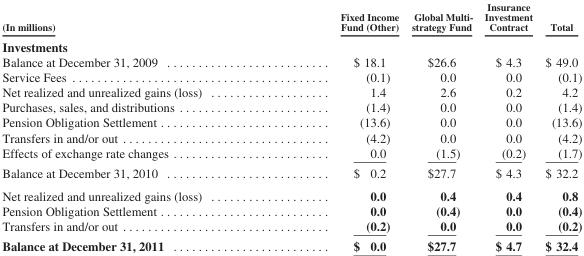 Insurance
Fixed Income Global Multi- Investment
(In millions) Fund (Other) strategy Fund Contract Total
Investments
Balance at December 31, 2009 . . . . . . . . . . . . . . . . . . . . . . . . . . $ 18.1 $26.6 $ 4.3 $ 49.0
Service Fees . . . . . . . . . . . . . . . . . . . . . . . . . . . . . . . . . . . . . . . . . (0.1) 0.0 0.0 (0.1)
Net realized and unrealized gains (loss) . . . . . . . . . . . . . . . . . . . . 1.4 2.6 0.2 4.2
Purchases, sales, and distributions . . . . . . . . . . . . . . . . . . . . . . . . (1.4) 0.0 0.0 (1.4)
Pension Obligation Settlement . . . . . . . . . . . . . . . . . . . . . . . . . . . (13.6) 0.0 0.0 (13.6)
Transfers in and/or out . . . . . . . . . . . . . . . . . . . . . . . . . . . . . . . . . (4.2) 0.0 0.0 (4.2)
Effects of exchange rate changes . . . . . . . . . . . . . . . . . . . . . . . . . 0.0 (1.5) (0.2) (1.7)
Balance at December 31, 2010 . . . . . . . . . . . . . . . . . . . . . . . . . . $ 0.2 $27.7 $ 4.3 $ 32.2
Net realized and unrealized gains (loss) . . . . . . . . . . . . . . . . . . . . 0.0 0.4 0.4 0.8
Pension Obligation Settlement . . . . . . . . . . . . . . . . . . . . . . . . . . . 0.0 (0.4) 0.0 (0.4)
Transfers in and/or out . . . . . . . . . . . . . . . . . . . . . . . . . . . . . . . . . (0.2) 0.0 0.0 (0.2)
Balance at December 31, 2011 . . . . . . . . . . . . . . . . . . . . . . . . . $ 0.0 $27.7 $ 4.7 $ 32.4